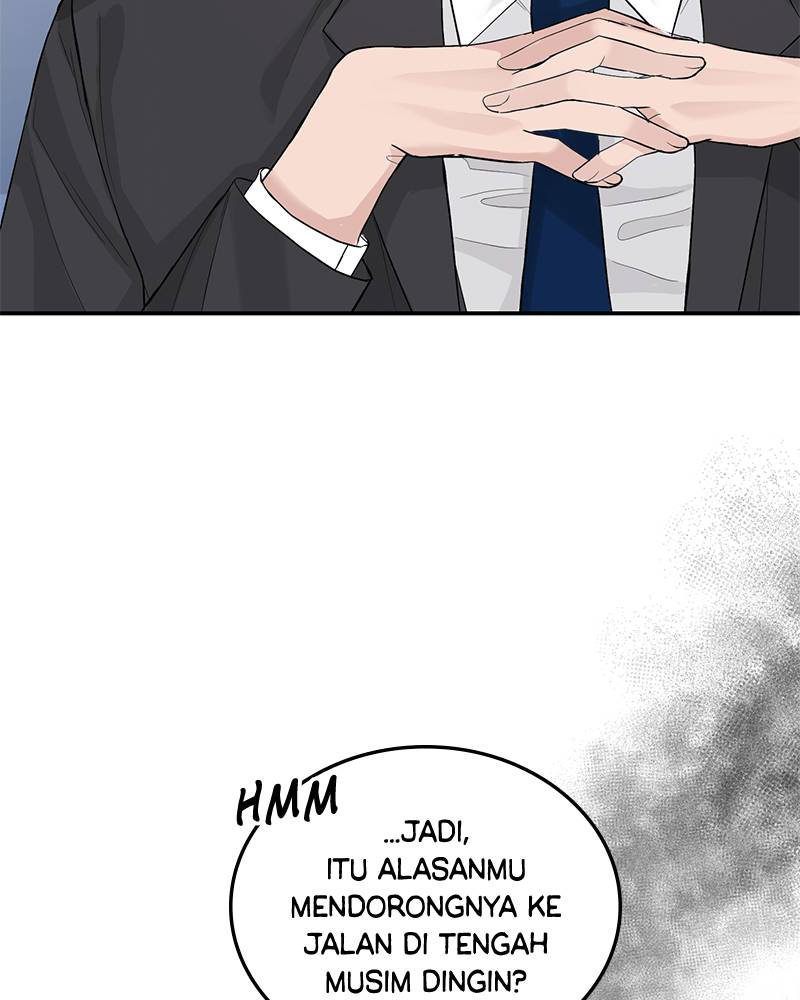 HMM
...JADI,
ITU ALASANMU
MENDORONGNYA KE
JALAN DI TENGAH
MUSIM DINGIN?